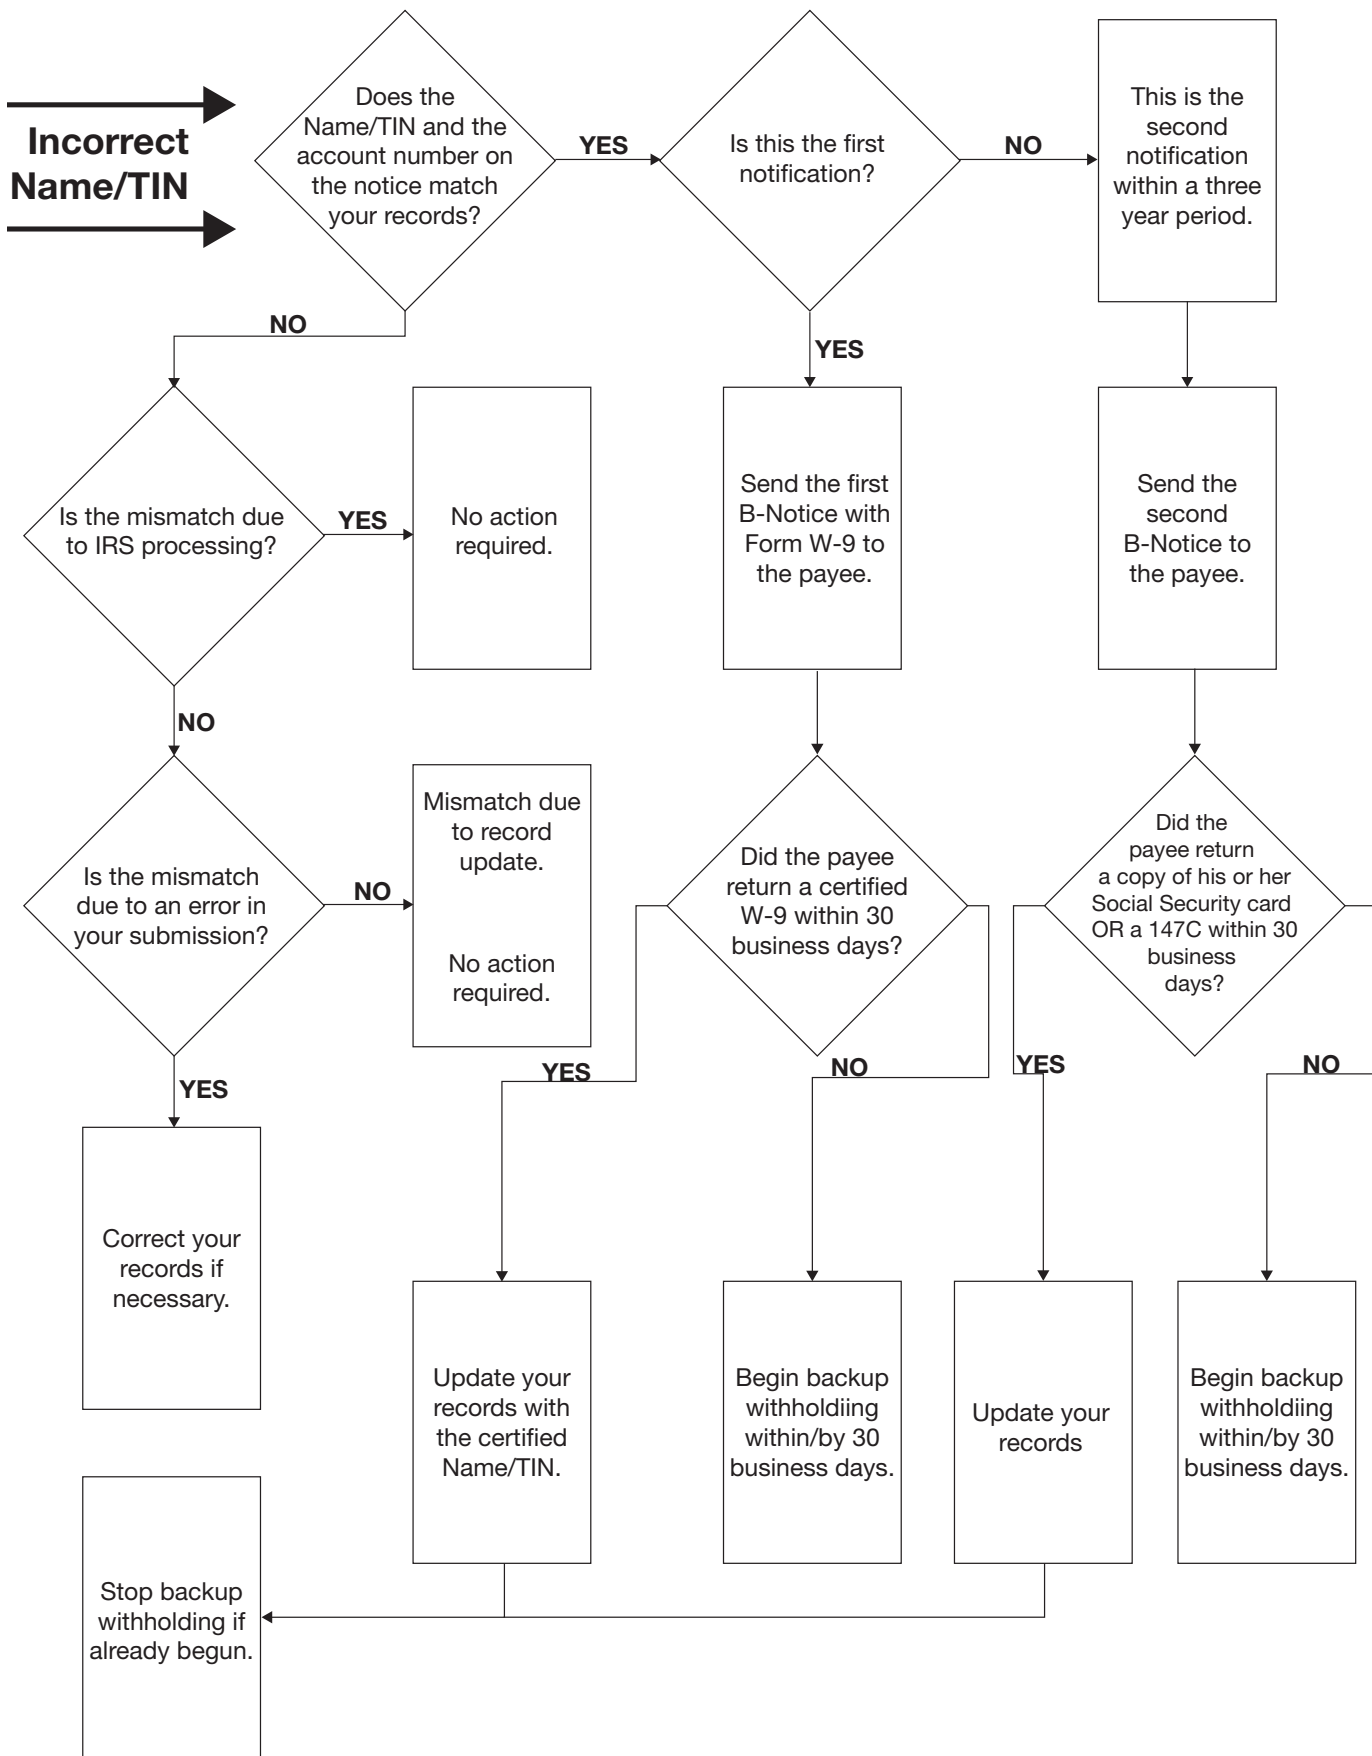 Incorrect
Name/TIN
Does the
Name/TIN and the
account number on
the notice match
your records?
YES
Is this the first
notification?
NO
This is the
second
notification
within a three
year period.
NO
YES
Is the mismatch due
to IRS processing?
YES
No action
required.
Send the first
B-Notice with
Form W-9 to
the payee.
Send the
second
B-Notice to
the payee.
NO
Is the mismatch
due to an error in
your submission?
NO
Mismatch due
to record
update.
No action
required.
Did the payee
return a certified
W-9 within 30
business days?
Did the
payee return
a copy of his or her
Social Security card
OR a 147C within 30
business
days?
YES
YES
NO
YES
NO
Correct your
records if
necessary.
Update your
records with
the certified
Name/TIN.
Begin backup
withholdiing
within/by 30
business days.
Update your
records
Begin backup
withholdiing
within/by 30
business days.
Stop backup
withholding if
already begun.